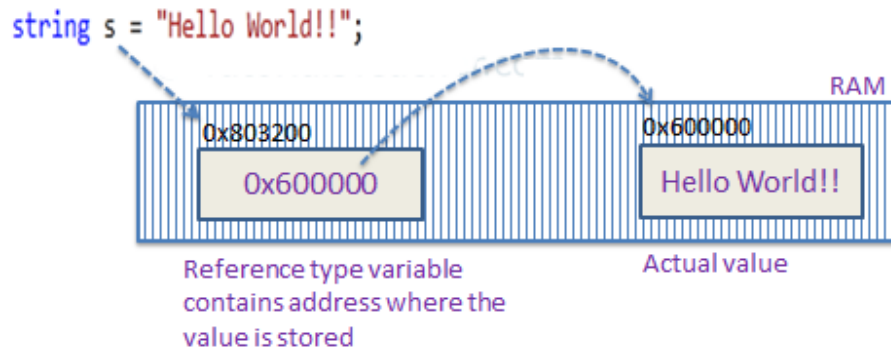 string s = "Hello World!!";
RAM
0x803200
0x600000
0x600000
Hello World!!
Reference type variable
contains address where the
value is stored
Actual value